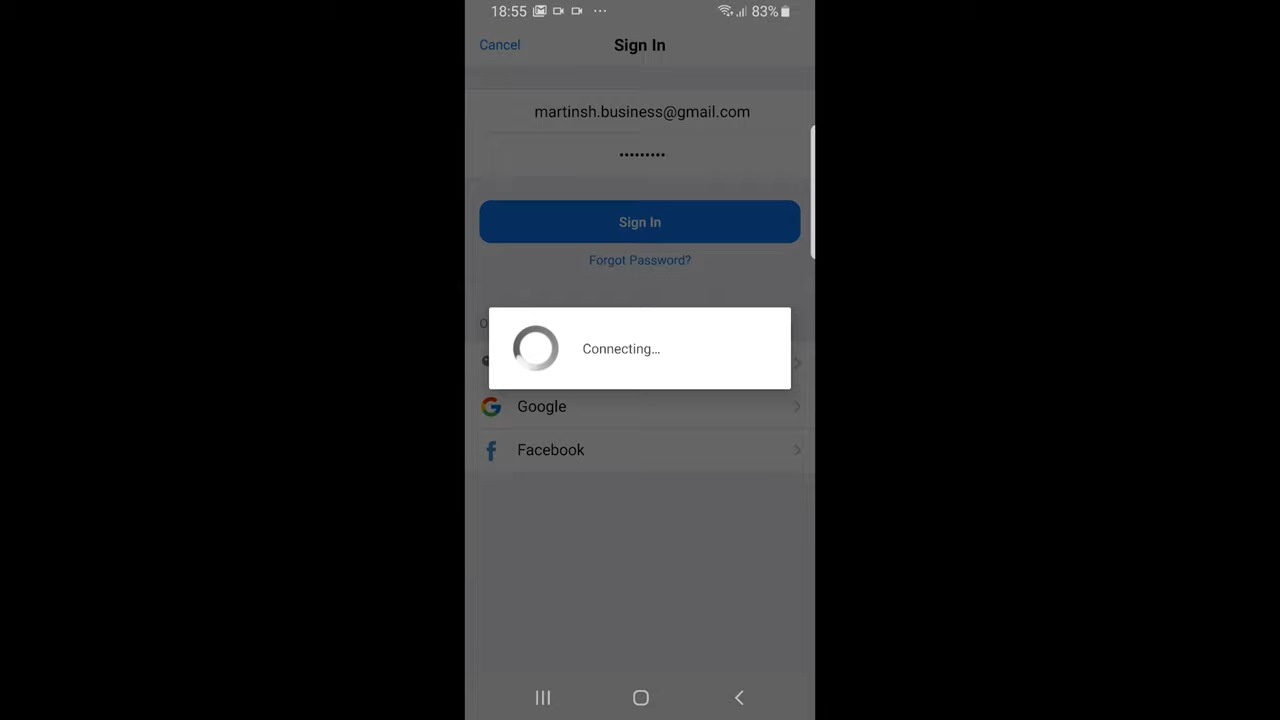 18:55 83%
Cancel Sign In
martinsh.business@gmail.com
•••••••••
Sign In
Forgot Password?
O
Connecting...
Google
Facebook